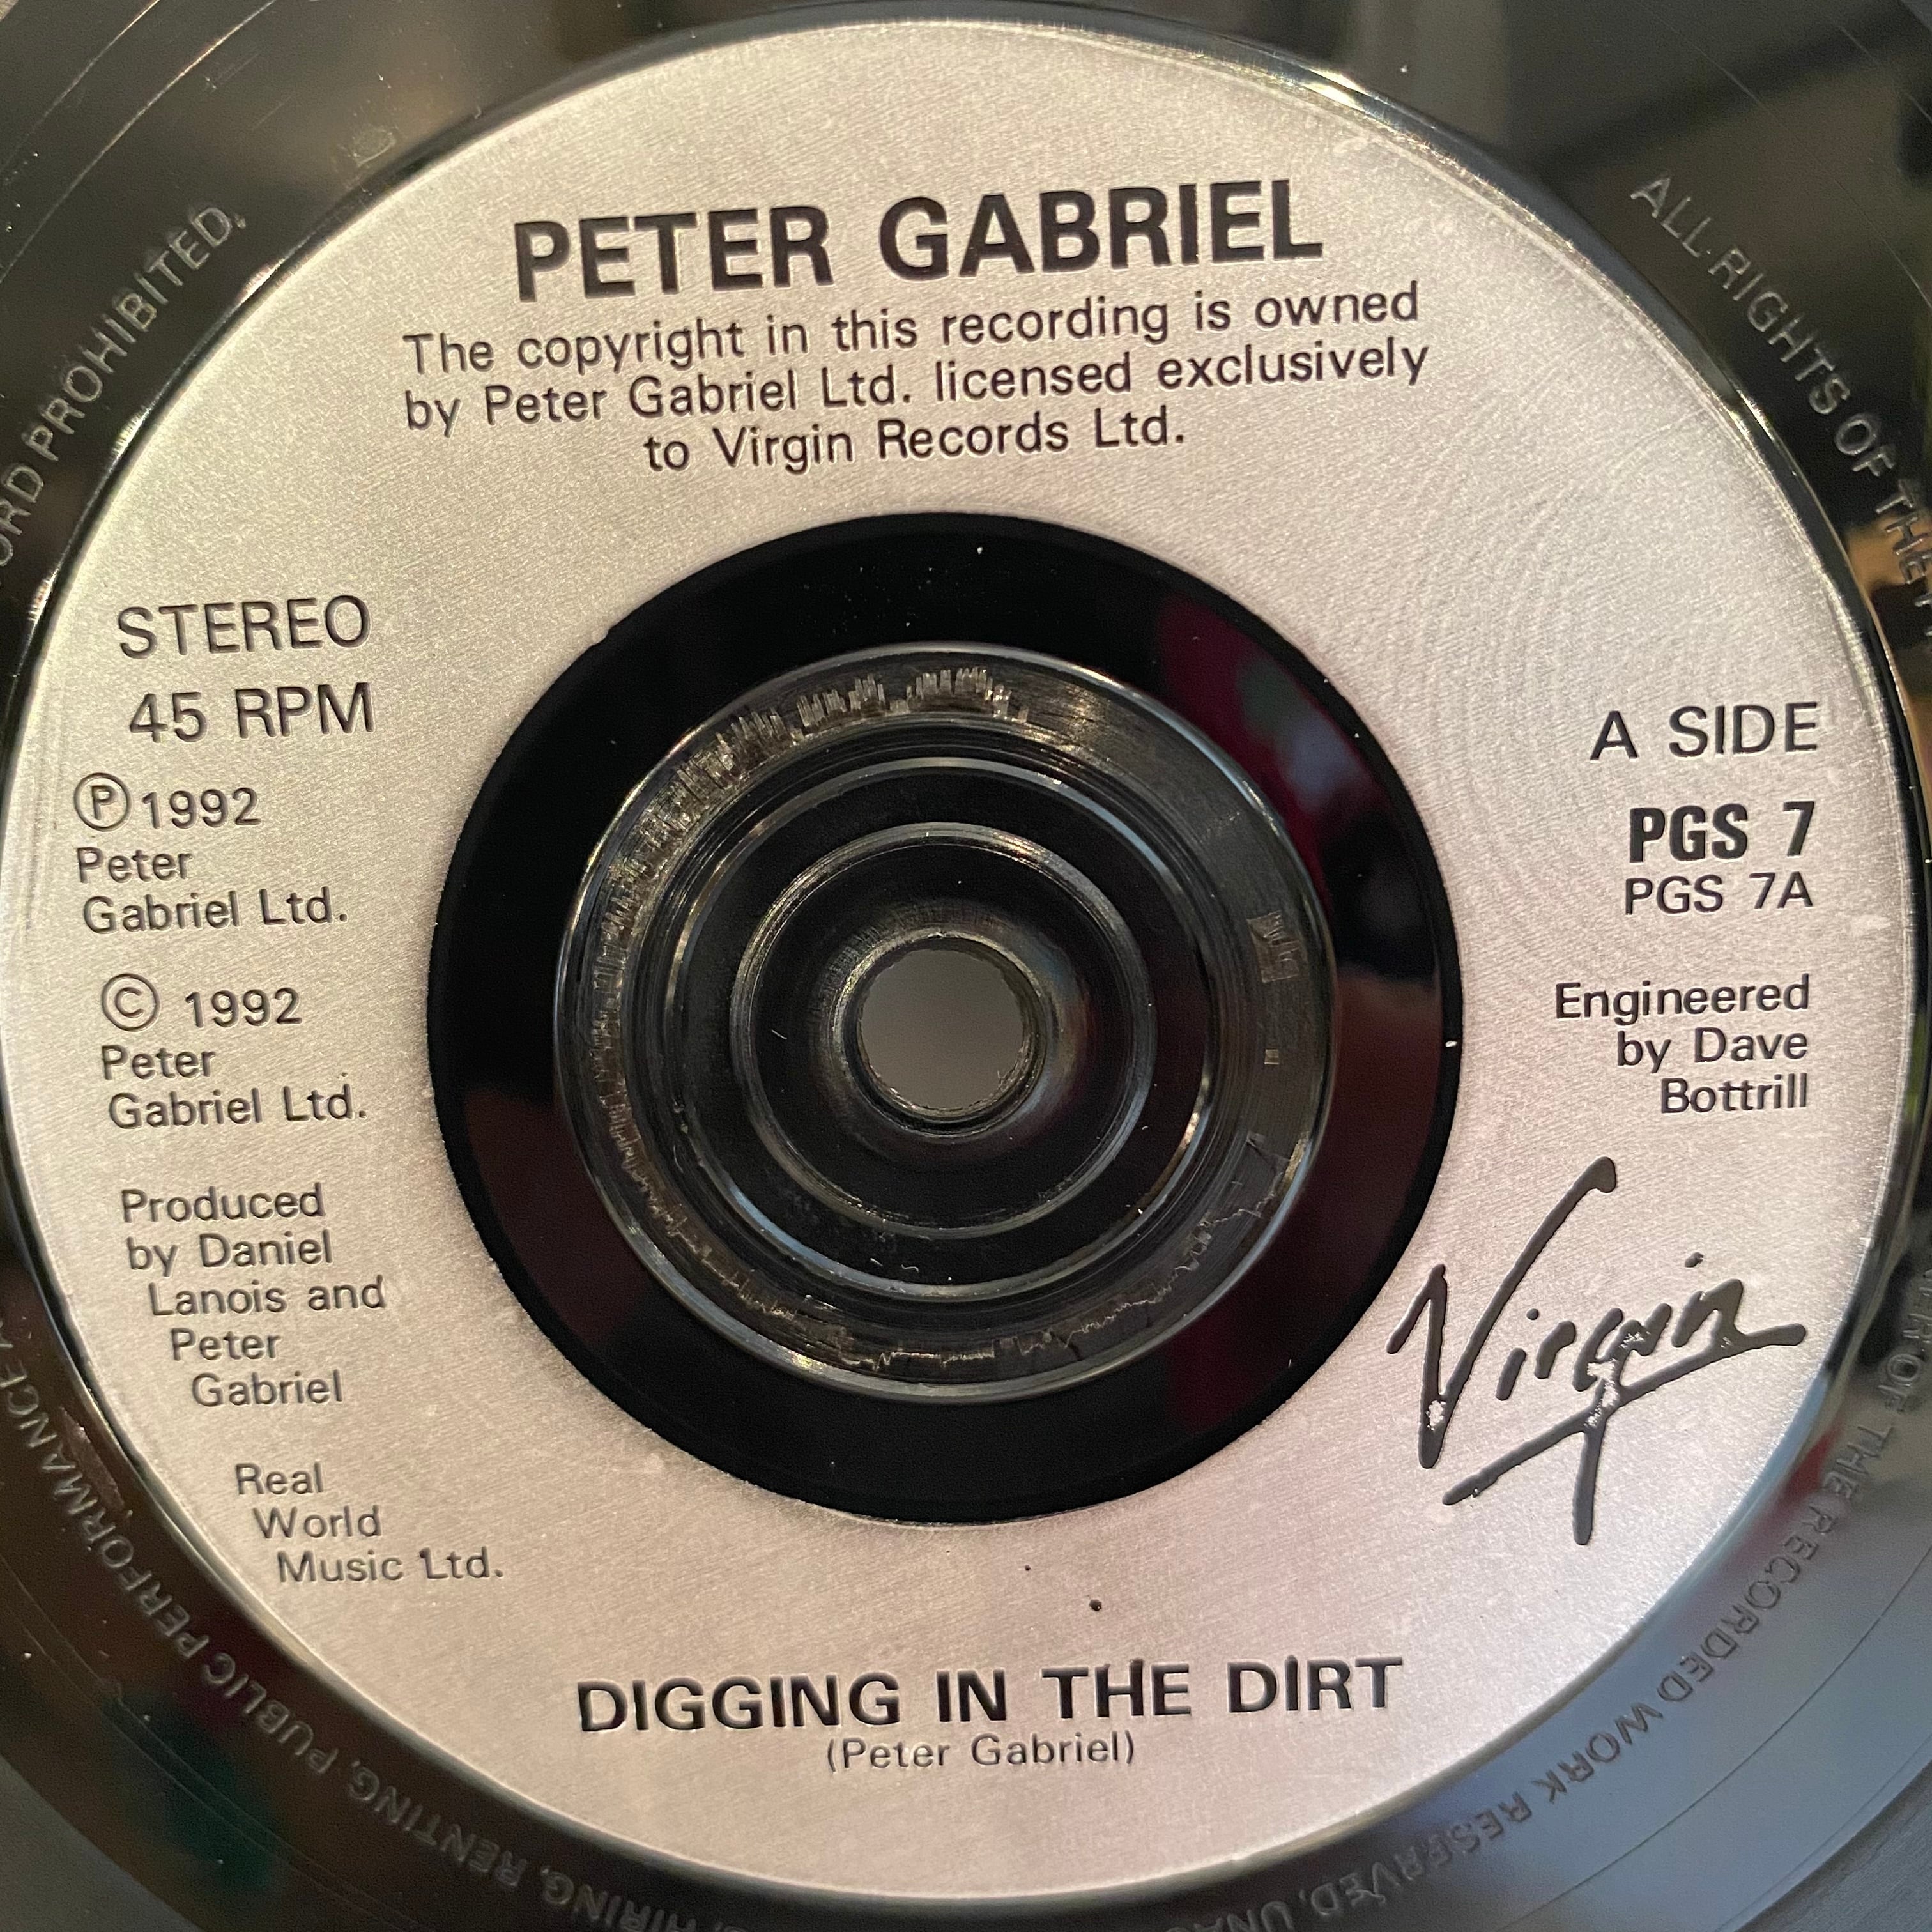 PETER GABRIEL
The copyright in this recording is owned
by Peter Gabriel Ltd. licensed exclusively
to Virgin Records Ltd.
STEREO
45 RPM
℗1992
Peter
Gabriel Ltd.
© 1992
Peter
Gabriel Ltd.
Produced
by Daniel
Lanois and
Peter
Gabriel
Real
World
Music Ltd.
A SIDE
PGS 7
PGS 7A
Engineered
by Dave
Bottrill
Virgin
DIGGING IN THE DIRT
(Peter Gabriel)
ALL RIGHTS OF THE
OF THE RECORDED WORK RESERVED.
HIRING, RENTING, PUBLIC PERFORMANCE
PROHIBITED.